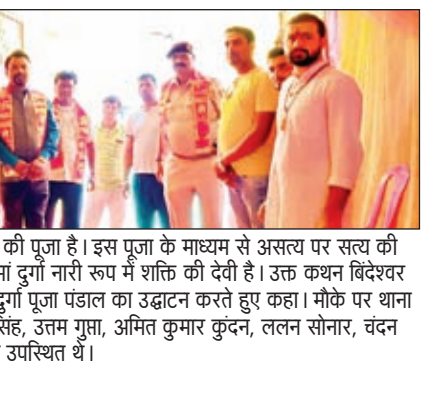 की पूजा है। इस पूजा के माध्यम से असत्य पर सत्य की
मां दुर्गा नारी रूप में शक्ति की देवी है। उक्त कथन बिंदेश्वर
दुर्गा पूजा पंडाल का उद्घाटन करते हुए कहा। मौके पर थाना
सिंह, उत्तम गुप्ता, अमित कुमार कुंदन, ललन सोनार, चंदन
उपस्थित थे।